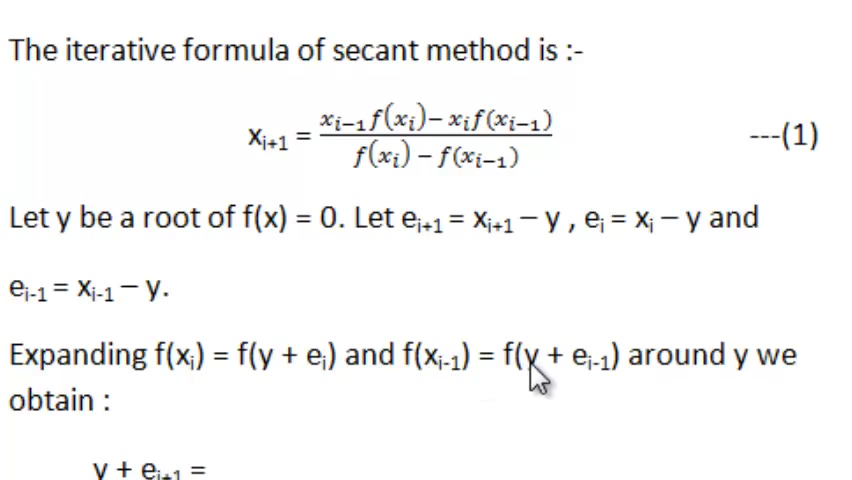 The iterative formula of secant method is :-
xᵢ₊₁ = (xᵢ₋₁f(xᵢ)− xᵢf(xᵢ₋₁)) / (f(xᵢ) − f(xᵢ₋₁)) ---(1)
Let y be a root of f(x) = 0. Let eᵢ₊₁ = xᵢ₊₁ − y , eᵢ = xᵢ − y and
eᵢ₋₁ = xᵢ₋₁ − y.
Expanding f(xᵢ) = f(y + eᵢ) and f(xᵢ₋₁) = f(y + eᵢ₋₁) around y we
obtain :
y + eᵢ₊₁ =